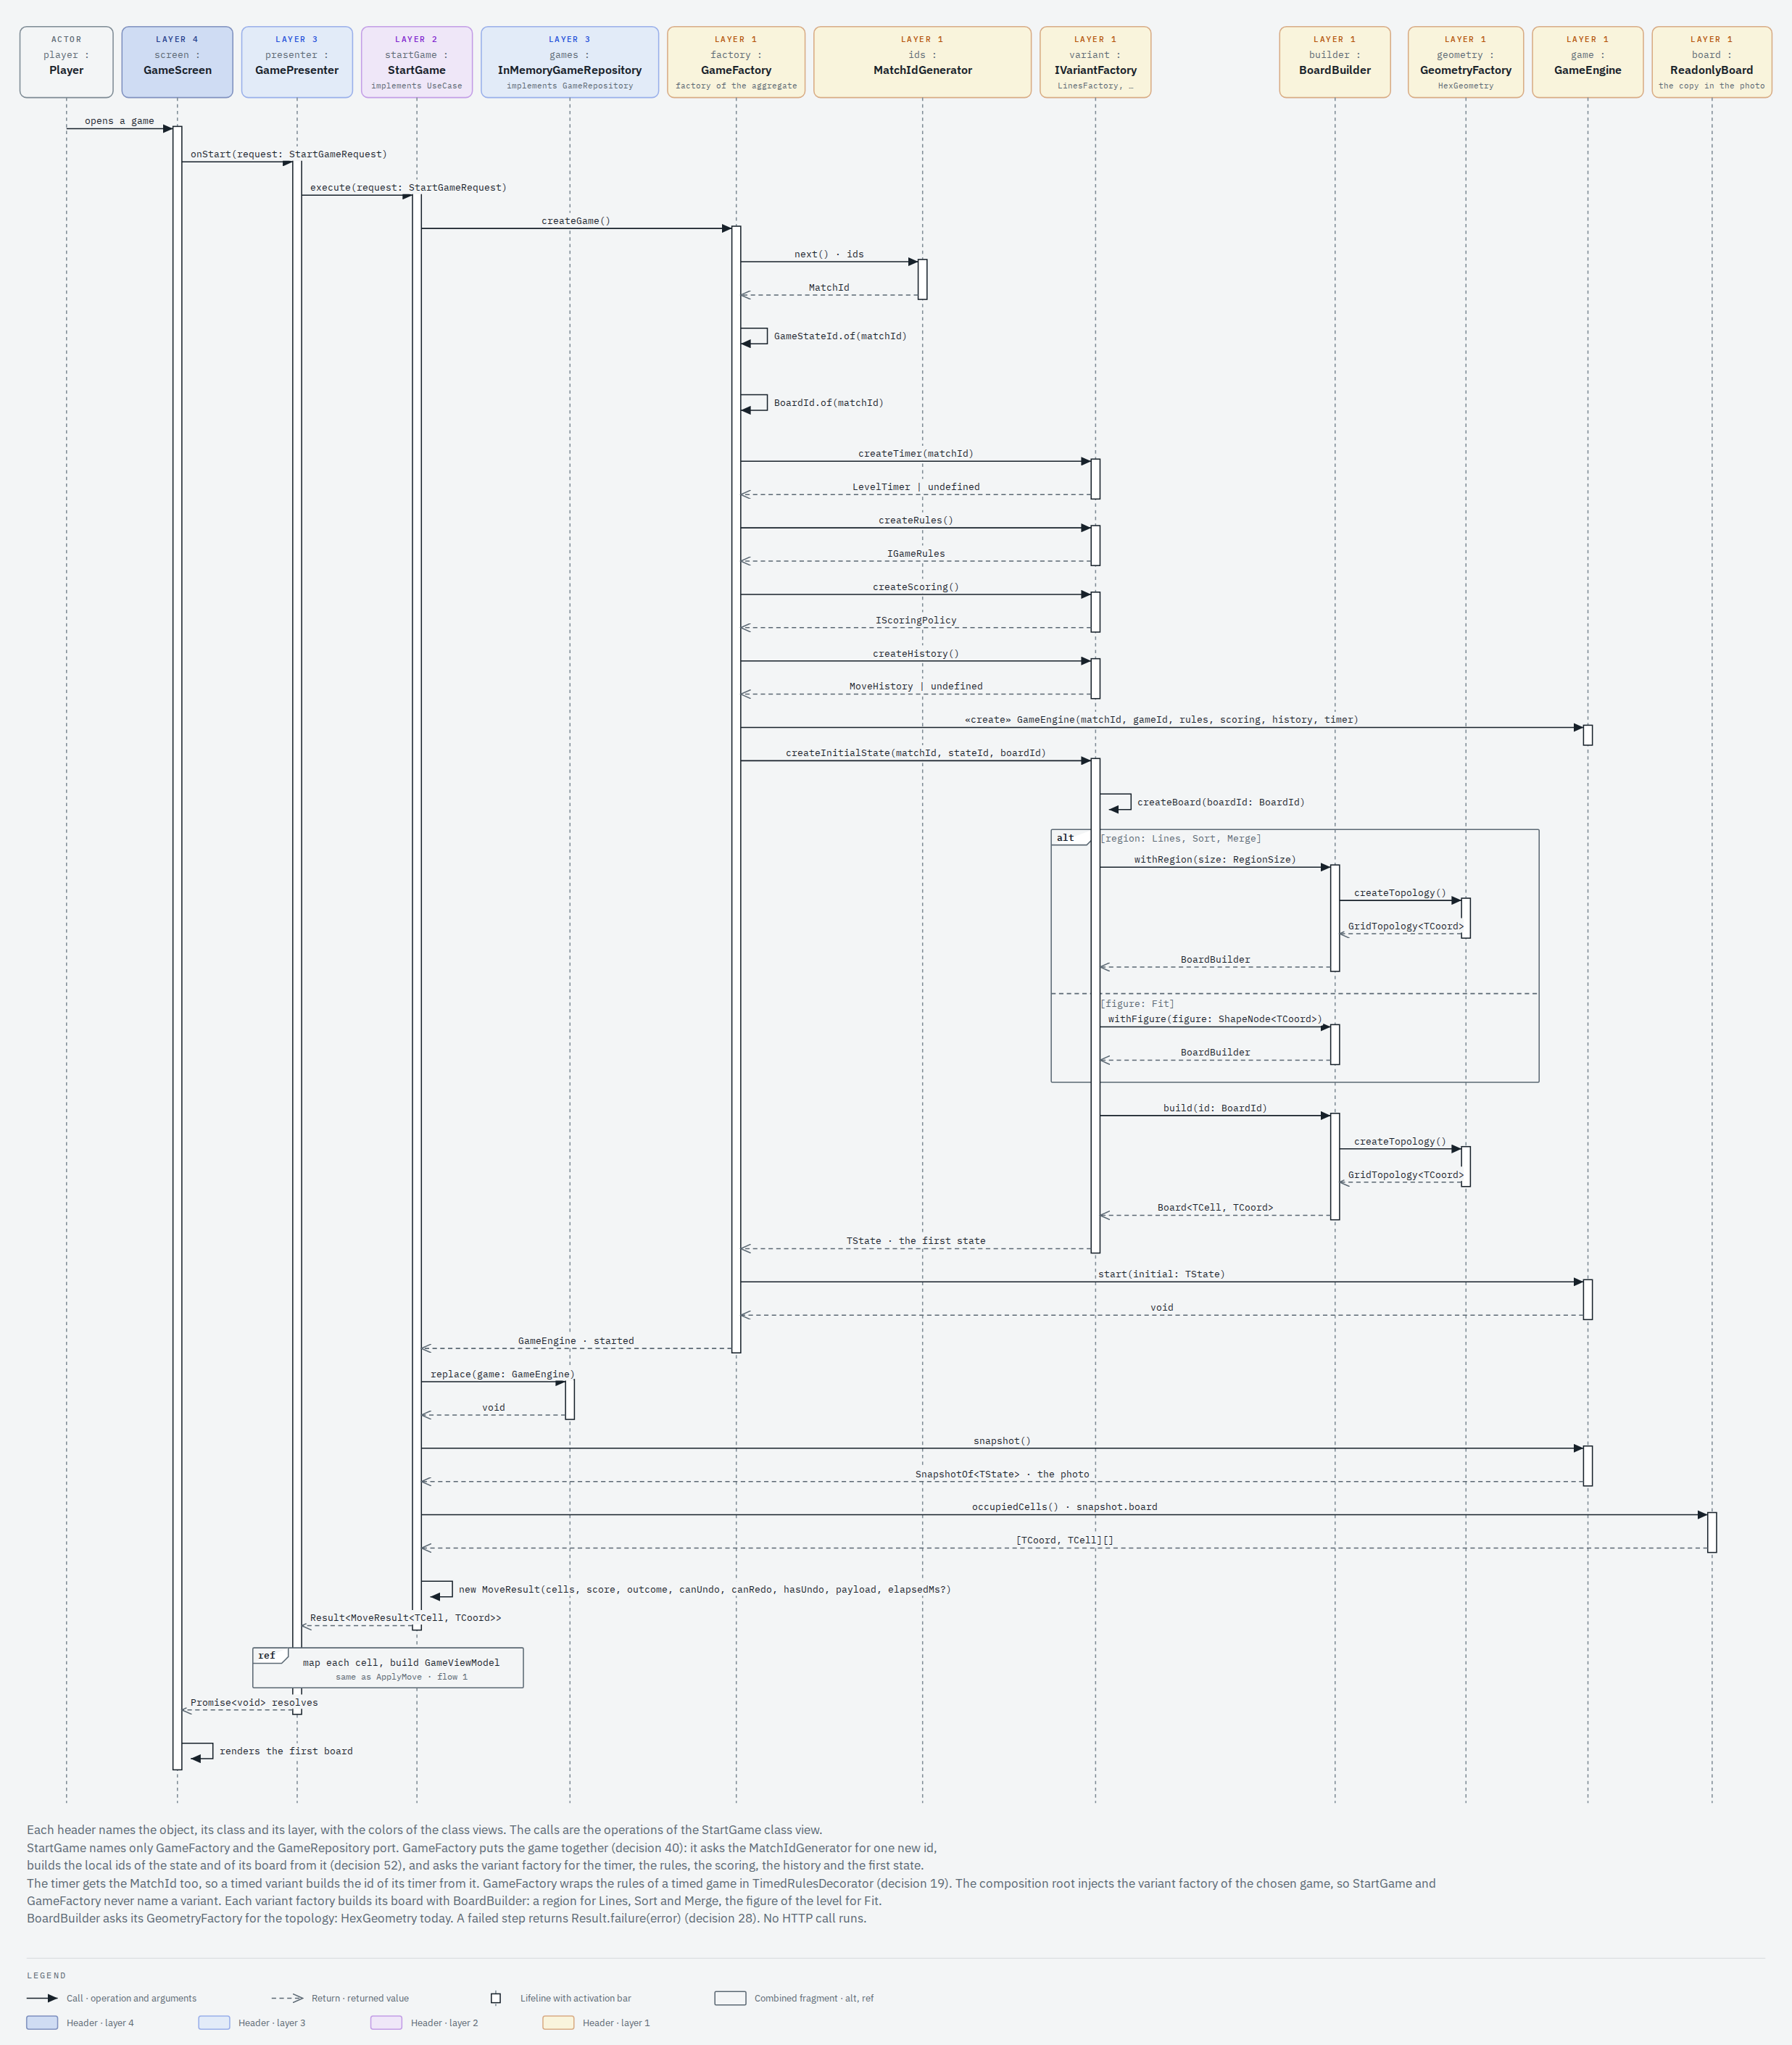 ACTOR
player :
Player
LAYER 4
screen :
GameScreen
LAYER 3
presenter :
GamePresenter
LAYER 2
startGame :
StartGame
implements UseCase
LAYER 3
games :
InMemoryGameRepository
implements GameRepository
LAYER 1
factory :
GameFactory
factory of the aggregate
LAYER 1
ids :
MatchIdGenerator
LAYER 1
variant :
IVariantFactory
LinesFactory, …
LAYER 1
builder :
BoardBuilder
LAYER 1
geometry :
GeometryFactory
HexGeometry
LAYER 1
game :
GameEngine
LAYER 1
board :
ReadonlyBoard
the copy in the photo
opens a game
onStart(request: StartGameRequest)
execute(request: StartGameRequest)
createGame()
next() · ids
MatchId
GameStateId.of(matchId)
BoardId.of(matchId)
createTimer(matchId)
LevelTimer | undefined
createRules()
IGameRules
createScoring()
IScoringPolicy
createHistory()
MoveHistory | undefined
«create» GameEngine(matchId, gameId, rules, scoring, history, timer)
createInitialState(matchId, stateId, boardId)
createBoard(boardId: BoardId)
alt
[region: Lines, Sort, Merge]
withRegion(size: RegionSize)
createTopology()
GridTopology<TCoord>
BoardBuilder
[figure: Fit]
withFigure(figure: ShapeNode<TCoord>)
BoardBuilder
build(id: BoardId)
createTopology()
GridTopology<TCoord>
Board<TCell, TCoord>
TState · the first state
start(initial: TState)
void
GameEngine · started
replace(game: GameEngine)
void
snapshot()
SnapshotOf<TState> · the photo
occupiedCells() · snapshot.board
[TCoord, TCell][]
new MoveResult(cells, score, outcome, canUndo, canRedo, hasUndo, payload, elapsedMs?)
Result<MoveResult<TCell, TCoord>>
ref
map each cell, build GameViewModel
same as ApplyMove · flow 1
Promise<void> resolves
renders the first board
Each header names the object, its class and its layer, with the colors of the class views. The calls are the operations of the StartGame class view.
StartGame names only GameFactory and the GameRepository port. GameFactory puts the game together (decision 40): it asks the MatchIdGenerator for one new id,
builds the local ids of the state and of its board from it (decision 52), and asks the variant factory for the timer, the rules, the scoring, the history and the first state.
The timer gets the MatchId too, so a timed variant builds the id of its timer from it. GameFactory wraps the rules of a timed game in TimedRulesDecorator (decision 19). The composition root injects the variant factory of the chosen game, so StartGame and
GameFactory never name a variant. Each variant factory builds its board with BoardBuilder: a region for Lines, Sort and Merge, the figure of the level for Fit.
BoardBuilder asks its GeometryFactory for the topology: HexGeometry today. A failed step returns Result.failure(error) (decision 28). No HTTP call runs.
LEGEND
Call · operation and arguments
Return · returned value
Lifeline with activation bar
Combined fragment · alt, ref
Header · layer 4
Header · layer 3
Header · layer 2
Header · layer 1